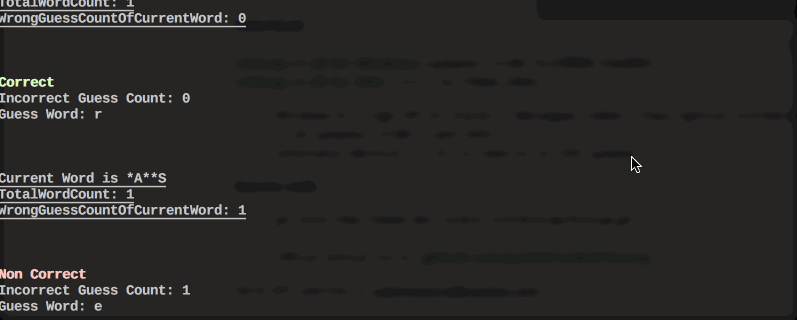 TotalWordCount: 1
WrongGuessCountOfCurrentWord: 0
Correct
Incorrect Guess Count: 0
Guess Word: r
Current Word is *A**S
TotalWordCount: 1
WrongGuessCountOfCurrentWord: 1
Non Correct
Incorrect Guess Count: 1
Guess Word: e